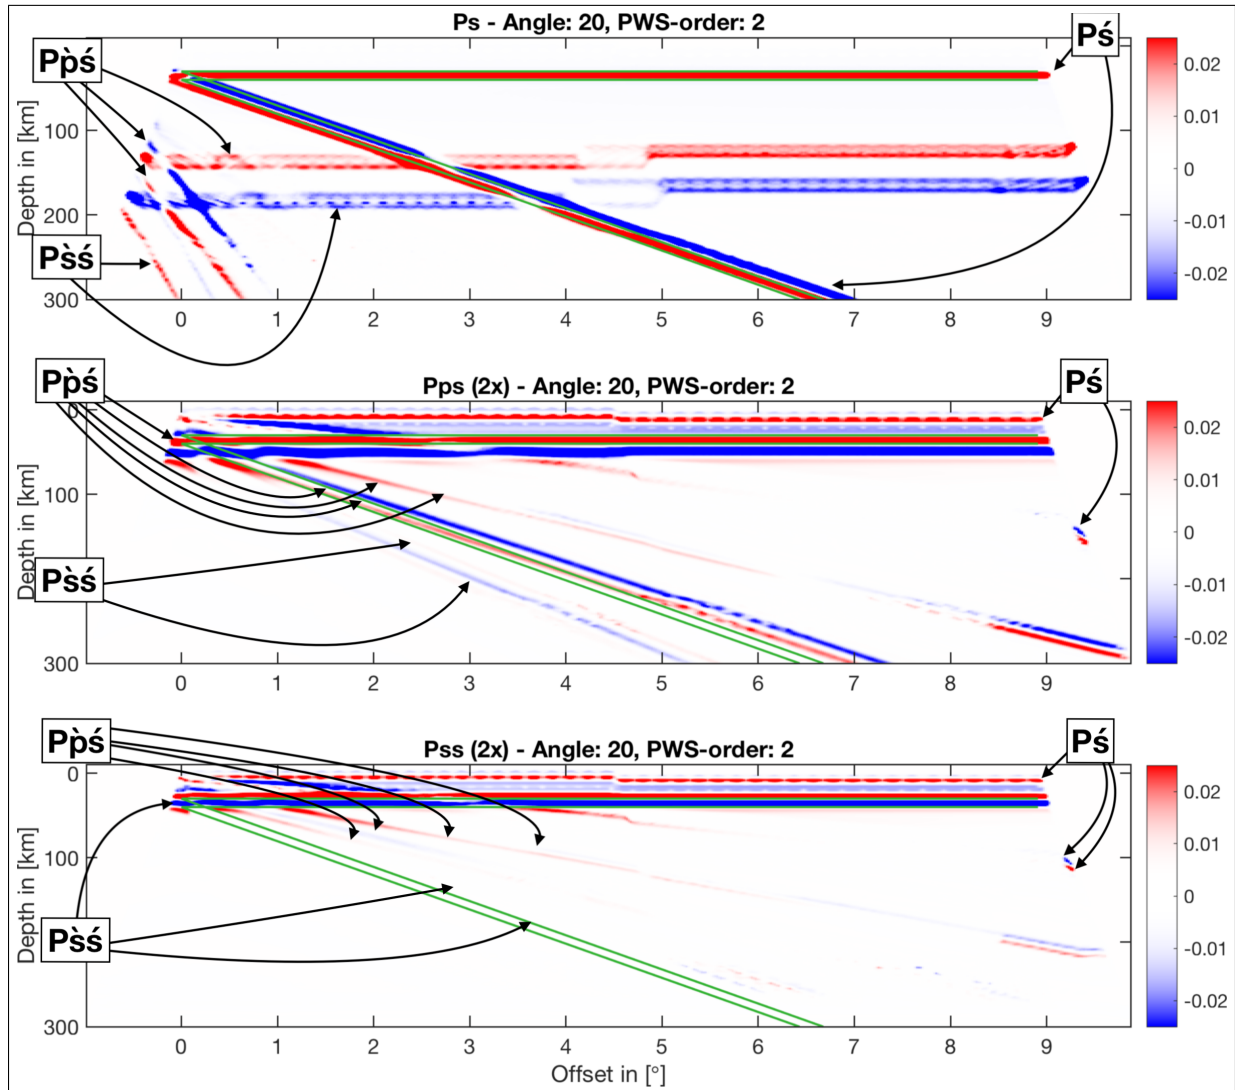 Ps - Angle: 20, PWS-order: 2
Pṕ̀ś
Pś
Ps̀ś
Depth in [km]
100
200
300
0 1 2 3 4 5 6 7 8 9
0.02
0.01
0
-0.01
-0.02
Pps (2x) - Angle: 20, PWS-order: 2
Pp̀ś
Pś
Ps̀ś
Depth in [km]
0
100
300
0 1 2 3 4 5 6 7 8 9
0.02
0.01
0
-0.01
-0.02
Pss (2x) - Angle: 20, PWS-order: 2
Pp̀ś
Pś
Ps̀ś
Depth in [km]
0
100
300
0 1 2 3 4 5 6 7 8 9
0.02
0.01
0
-0.01
-0.02
Offset in [°]